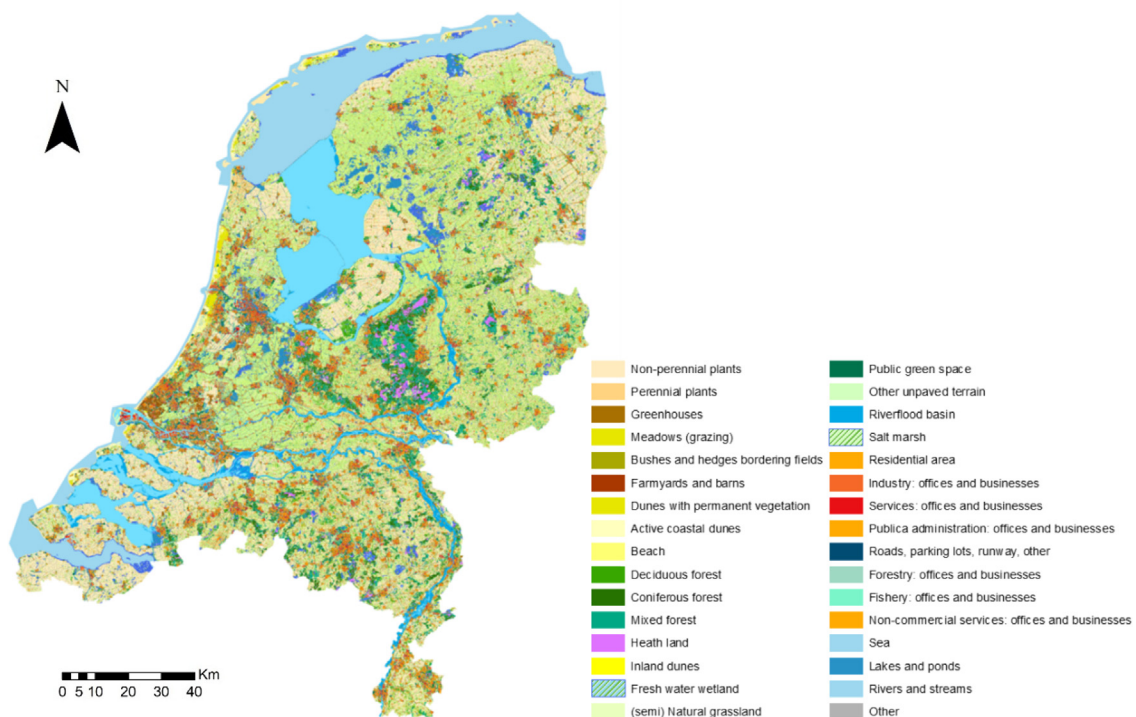 N
Km
0 5 10 20 30 40
Non-perennial plants
Perennial plants
Greenhouses
Meadows (grazing)
Bushes and hedges bordering fields
Farmyards and barns
Dunes with permanent vegetation
Active coastal dunes
Beach
Deciduous forest
Coniferous forest
Mixed forest
Heath land
Inland dunes
Fresh water wetland
(semi) Natural grassland
Public green space
Other unpaved terrain
Riverflood basin
Salt marsh
Residential area
Industry: offices and businesses
Services: offices and businesses
Publica administration: offices and businesses
Roads, parking lots, runway, other
Forestry: offices and businesses
Fishery: offices and businesses
Non-commercial services: offices and businesses
Sea
Lakes and ponds
Rivers and streams
Other